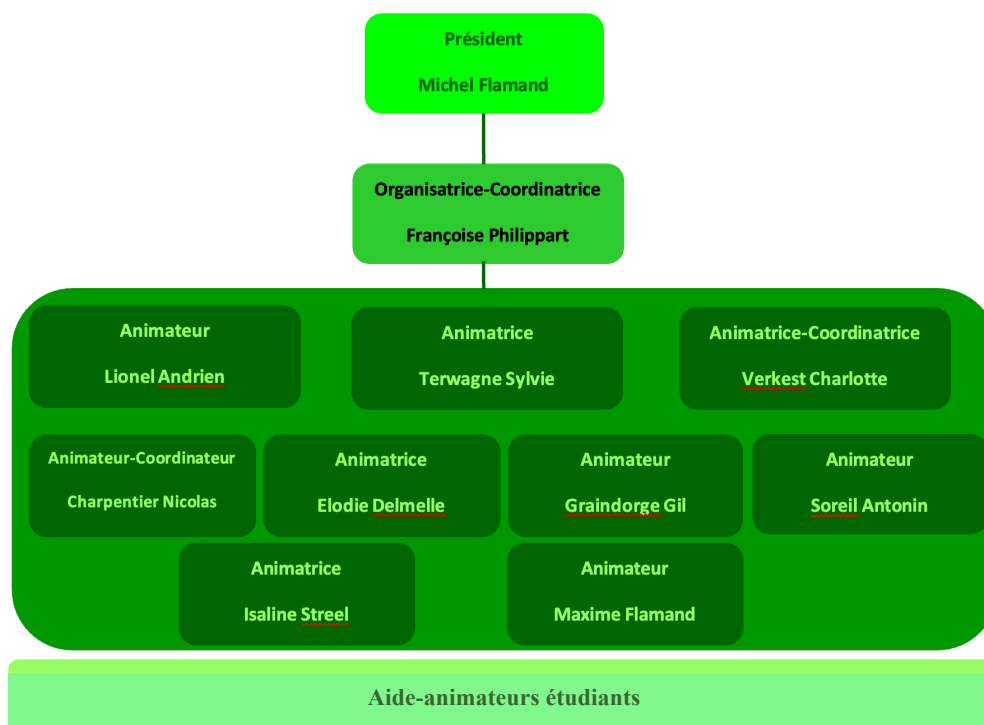 Président
Michel Flamand
Organisatrice-Coordinatrice
Françoise Philippart
Animateur
Lionel Andrien
Animatrice
Terwagne Sylvie
Animatrice-Coordinatrice
Verkest Charlotte
Animateur-Coordinateur
Charpentier Nicolas
Animatrice
Elodie Delmelle
Animateur
Graindorge Gil
Animateur
Soreil Antonin
Animatrice
Isaline Streel
Animateur
Maxime Flamand
Aide-animateurs étudiants